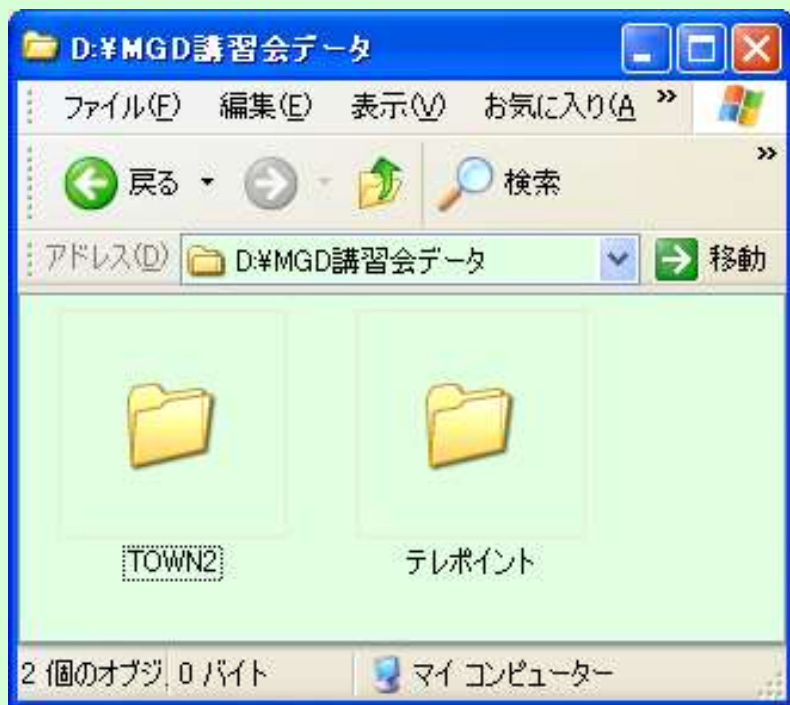 D:¥MGD講習会データ
ファイル(F) 編集(E) 表示(V) お気に入り(A »
戻る 検索 »
アドレス(D) D:¥MGD講習会データ 移動
TOWN2 テレポイント
2 個のオブジ 0 バイト マイ コンピューター